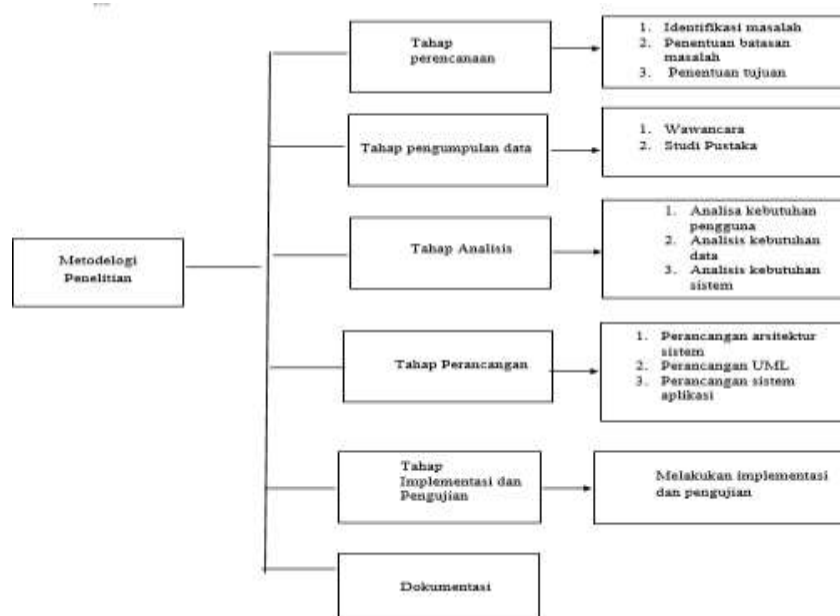 Metodelogi
Penelitian
Tahap
perencanaan
1. Identifikasi masalah
2. Penentuan batasan
masalah
3. Penentuan tujuan
Tahap pengumpulan data
1. Wawancara
2. Studi Pustaka
Tahap Analisis
1. Analisa kebutuhan
pengguna
2. Analisis kebutuhan
data
3. Analisis kebutuhan
sistem
Tahap Perancangan
1. Perancangan arsitektur
sistem
2. Perancangan UML
3. Perancangan sistem
aplikasi
Tahap
Implementasi dan
Pengujian
Melakukan implementasi
dan pengujian
Dokumentasi